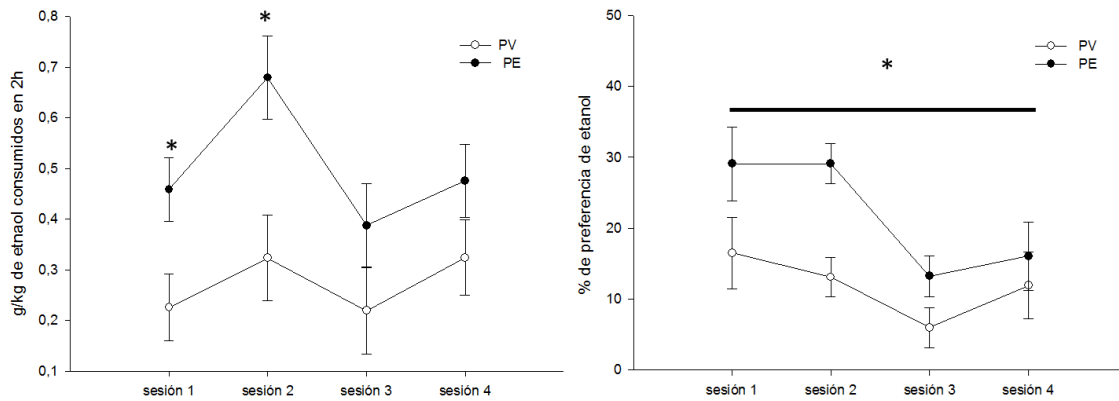 g/kg de etnaol consumidos en 2h
0,8
0,7
0,6
0,5
0,4
0,3
0,2
0,1
*
*
PV
PE
sesión 1 sesión 2 sesión 3 sesión 4
% de preferencia de etanol
50
40
30
20
10
0
*
PV
PE
sesión 1 sesión 2 sesión 3 sesión 4